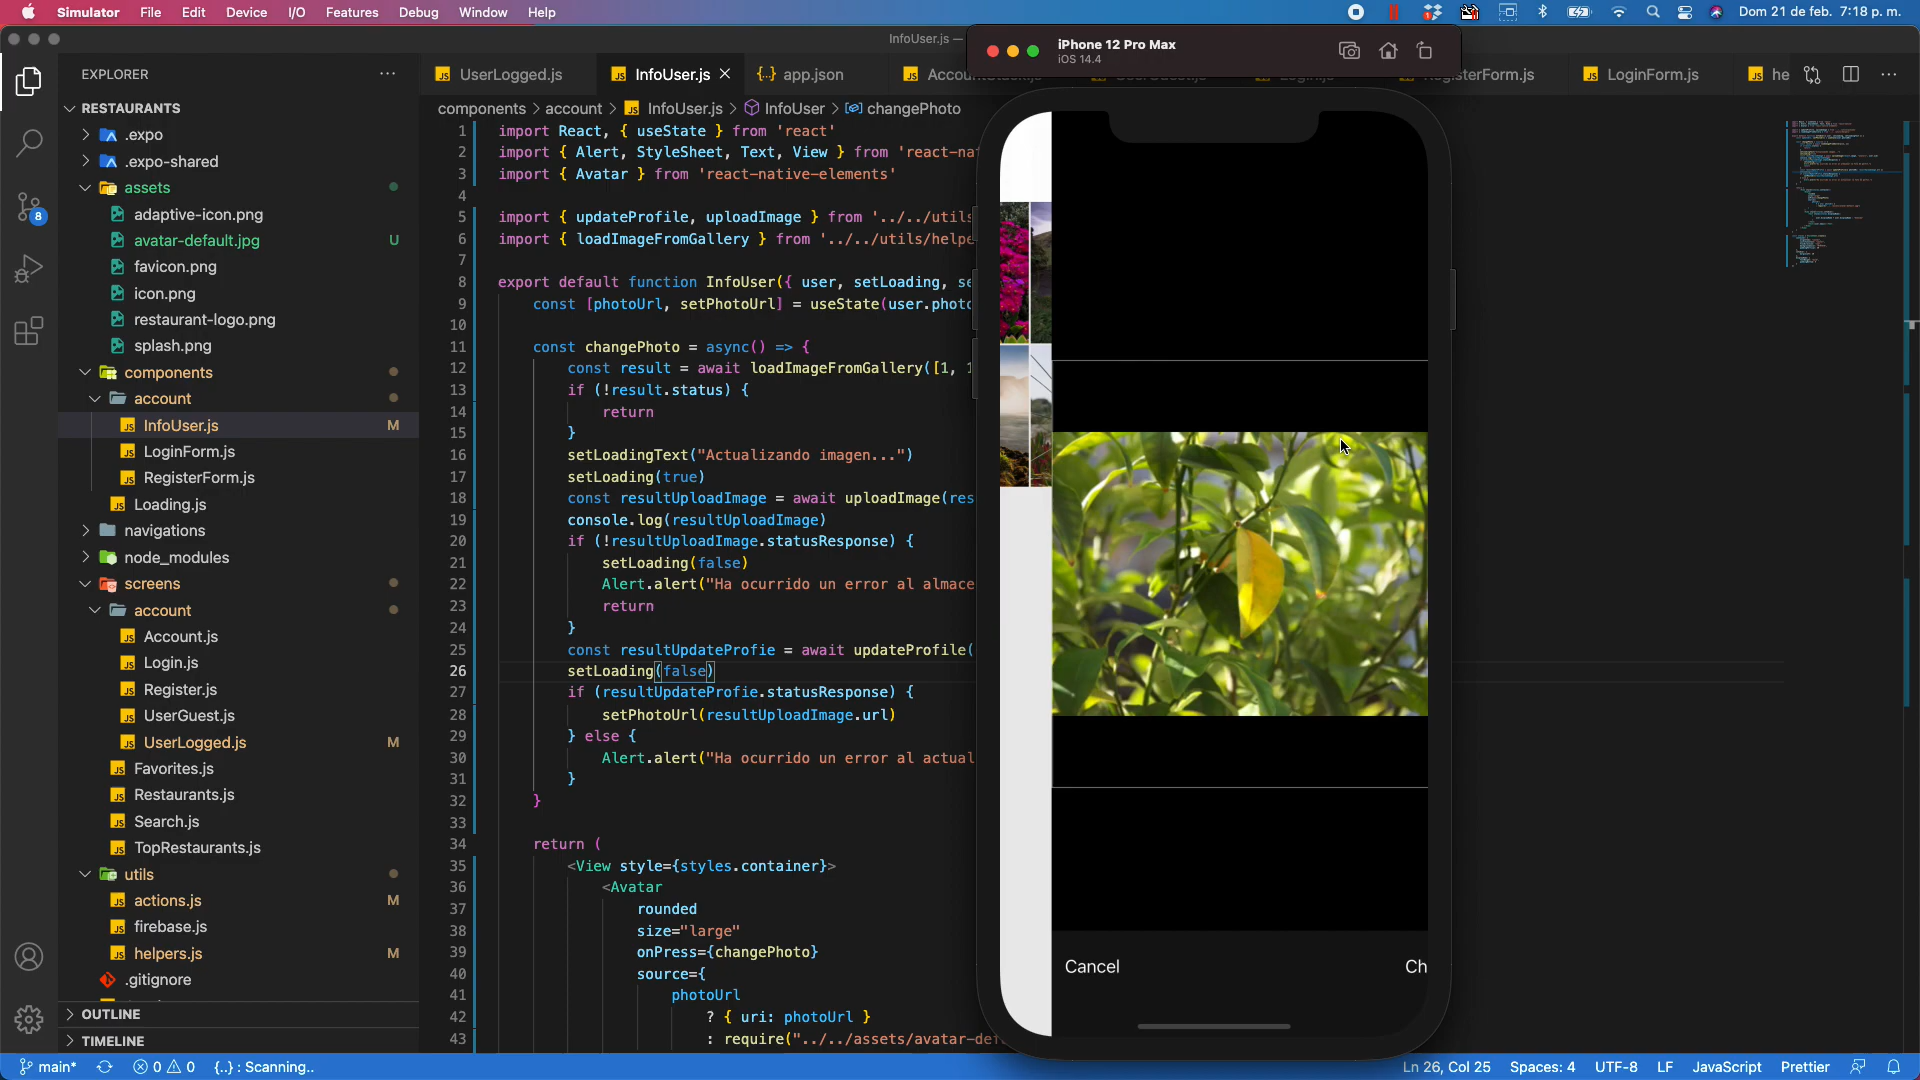 Simulator File Edit Device I/O Features Debug Window Help
Dom 21 de feb. 7:18 p. m.
InfoUser.js —
iPhone 12 Pro Max
iOS 14.4
EXPLORER
UserLogged.js
InfoUser.js
app.json
LoginForm.js
he
components > account > InfoUser.js > InfoUser > changePhoto
RESTAURANTS
.expo
.expo-shared
assets
adaptive-icon.png
avatar-default.jpg U
favicon.png
icon.png
restaurant-logo.png
splash.png
components
account
InfoUser.js M
LoginForm.js
RegisterForm.js
Loading.js
navigations
node_modules
screens
account
Account.js
Login.js
Register.js
UserGuest.js
UserLogged.js M
Favorites.js
Restaurants.js
Search.js
TopRestaurants.js
utils
actions.js M
firebase.js
helpers.js M
.gitignore
OUTLINE
TIMELINE
8
1 import React, { useState } from 'react'
2 import { Alert, StyleSheet, Text, View } from 'react-na
3 import { Avatar } from 'react-native-elements'
4
5 import { updateProfile, uploadImage } from '../../utils
6 import { loadImageFromGallery } from '../../utils/helpe
7
8 export default function InfoUser({ user, setLoading, se
9 const [photoUrl, setPhotoUrl] = useState(user.photo
10
11 const changePhoto = async() => {
12 const result = await loadImageFromGallery([1, 1
13 if (!result.status) {
14 return
15 }
16 setLoadingText("Actualizando imagen...")
17 setLoading(true)
18 const resultUploadImage = await uploadImage(res
19 console.log(resultUploadImage)
20 if (!resultUploadImage.statusResponse) {
21 setLoading(false)
22 Alert.alert("Ha ocurrido un error al almace
23 return
24 }
25 const resultUpdateProfie = await updateProfile(
26 setLoading(false)
27 if (resultUpdateProfie.statusResponse) {
28 setPhotoUrl(resultUploadImage.url)
29 } else {
30 Alert.alert("Ha ocurrido un error al actual
31 }
32 }
33
34 return (
35 <View style={styles.container}>
36 <Avatar
37 rounded
38 size="large"
39 onPress={changePhoto}
40 source={
41 photoUrl
42 ? { uri: photoUrl }
43 : require("../../assets/avatar-def
Cancel
Ch
main* 0 0 {..} : Scanning..
Ln 26, Col 25 Spaces: 4 UTF-8 LF JavaScript Prettier